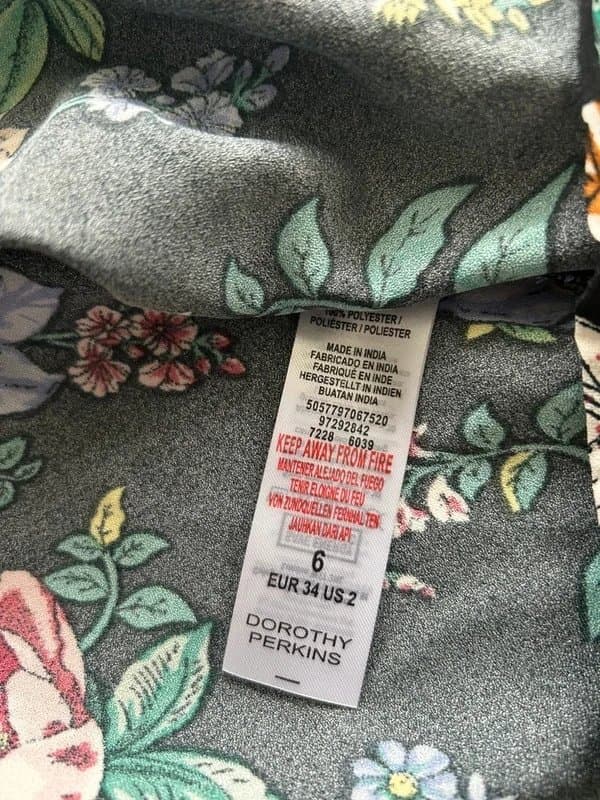 100% POLYESTER /
POLIÉSTER / POLIESTER
MADE IN INDIA
FABRICADO EN INDIA
FABRIQUÉ EN INDE
HERGESTELLT IN INDIEN
BUATAN INDIA
5057797067520
97292842
7228 6039
KEEP AWAY FROM FIRE
MANTENER ALEJADO DEL FUEGO
TENIR ELOIGNE DU FEU
VON ZUNDQUELLEN FERNHALTEN
JAUHKAN DARI API
6
EUR 34 US 2
DOROTHY
PERKINS